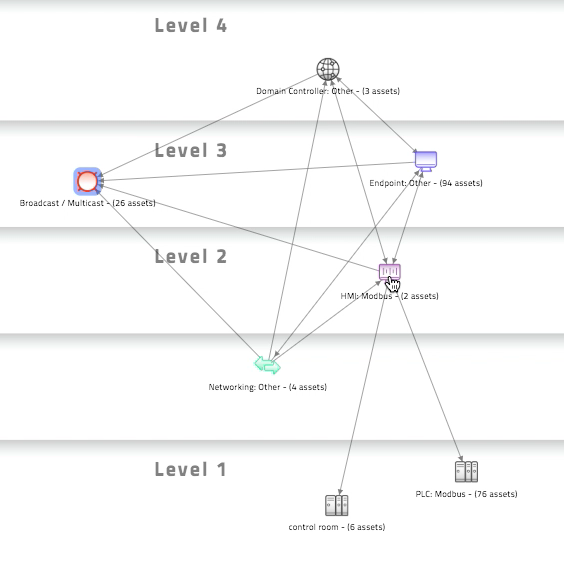 Level 4
Domain Controller: Other - (3 assets)
Level 3
Endpoint: Other - (94 assets)
Broadcast / Multicast - (26 assets)
Level 2
HMI: Modbus - (2 assets)
Networking: Other - (4 assets)
Level 1
PLC: Modbus - (76 assets)
control room - (6 assets)